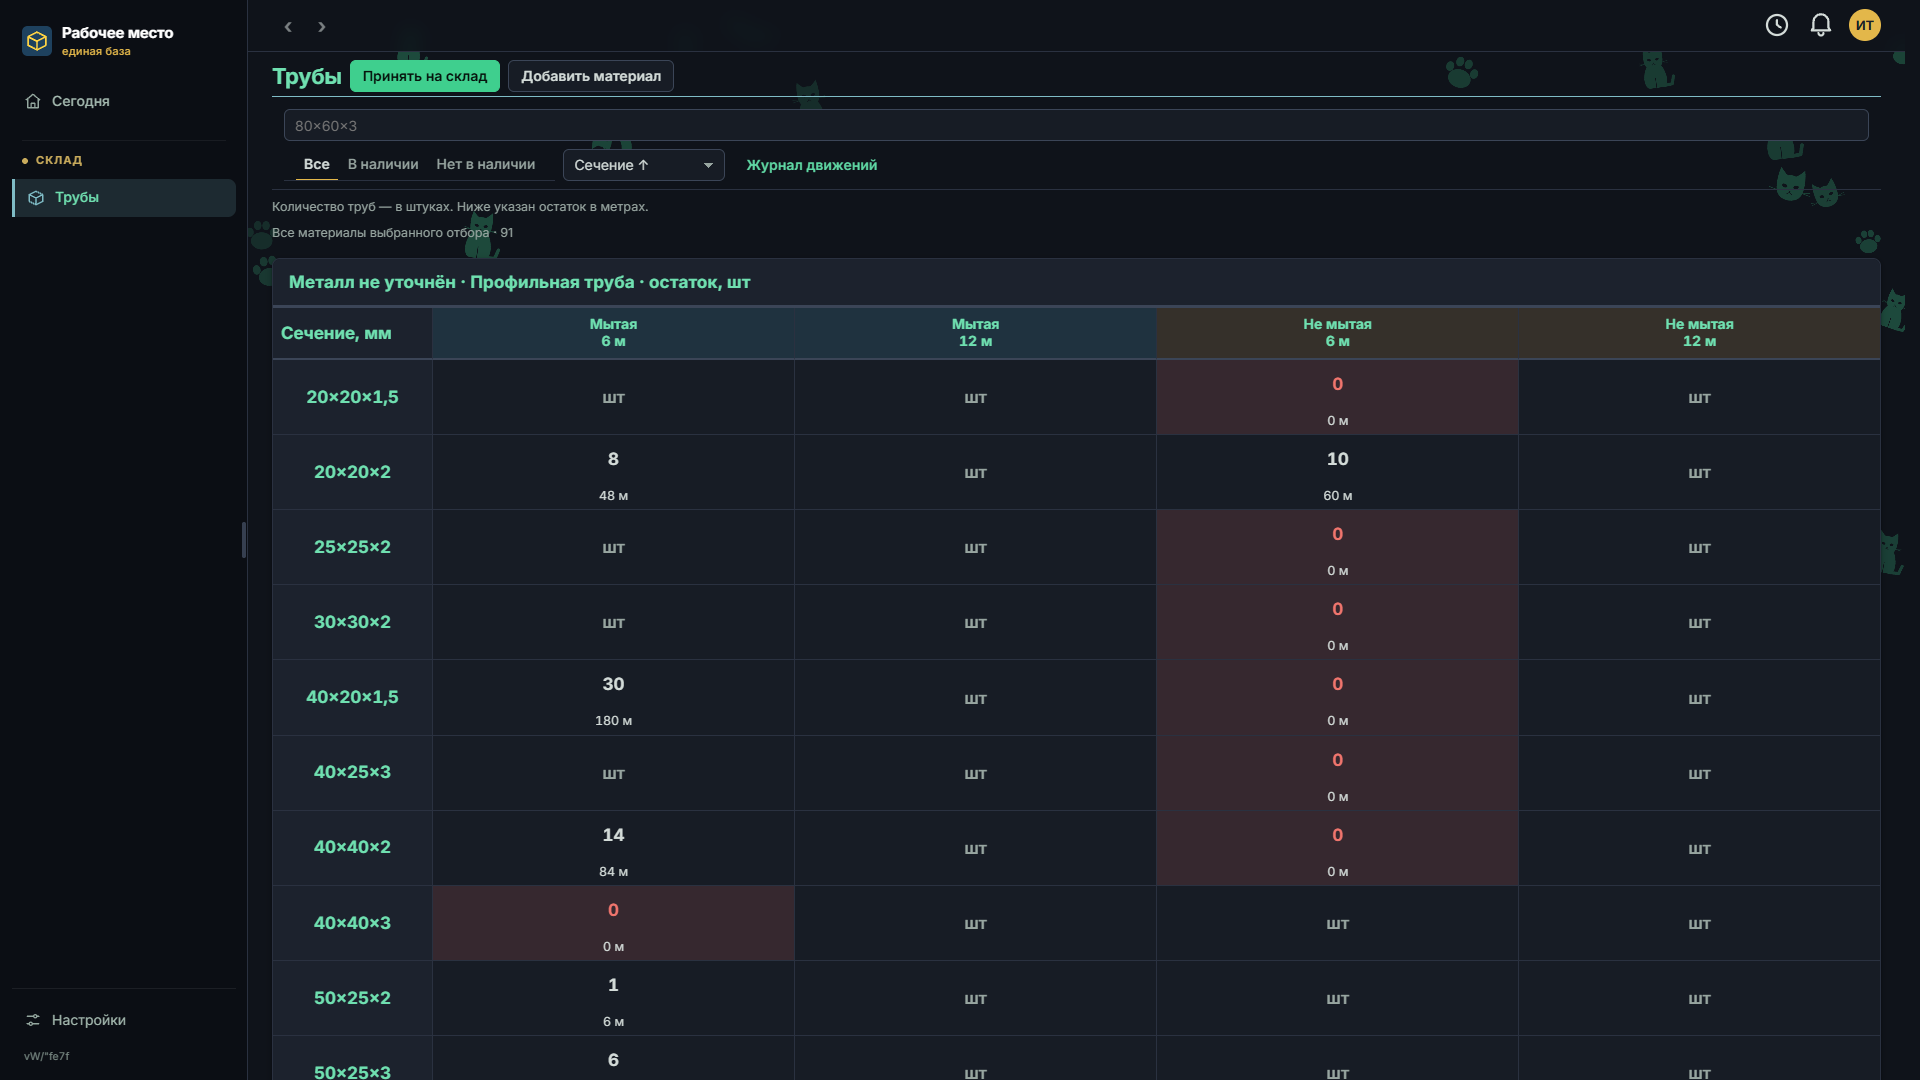 Рабочее место
единая база
Сегодня
СКЛАД
Трубы
Настройки
vW/"fe7f
ИТ
Трубы
Принять на склад
Добавить материал
80×60×3
Все
В наличии
Нет в наличии
Сечение ↑
Журнал движений
Количество труб — в штуках. Ниже указан остаток в метрах.
Все материалы выбранного отбора · 91
Металл не уточнён · Профильная труба · остаток, шт
Сечение, мм
Мытая
6 м
Мытая
12 м
Не мытая
6 м
Не мытая
12 м
20×20×1,5
шт
шт
0
0 м
шт
20×20×2
8
48 м
шт
10
60 м
шт
25×25×2
шт
шт
0
0 м
шт
30×30×2
шт
шт
0
0 м
шт
40×20×1,5
30
180 м
шт
0
0 м
шт
40×25×3
шт
шт
0
0 м
шт
40×40×2
14
84 м
шт
0
0 м
шт
40×40×3
0
0 м
шт
шт
шт
50×25×2
1
6 м
шт
шт
шт
50×25×3
6
шт
шт
шт